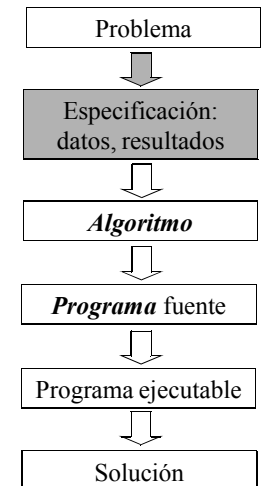 Problema
Especificación:
datos, resultados
Algoritmo
Programa fuente
Programa ejecutable
Solución